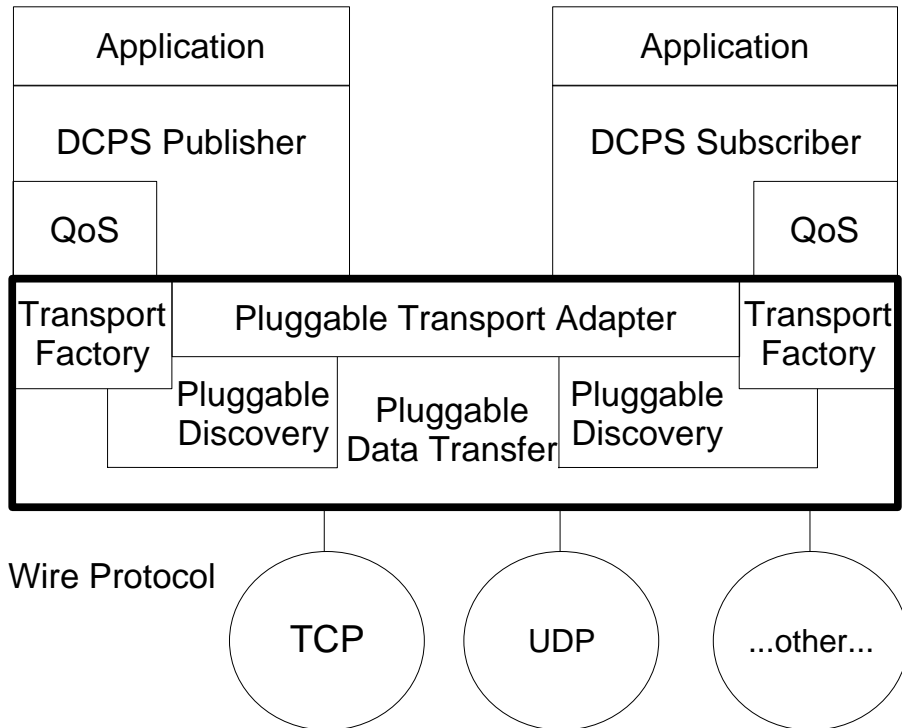 Application
Application
DCPS Publisher
DCPS Subscriber
QoS
QoS
Transport
Factory
Pluggable Transport Adapter
Transport
Factory
Pluggable
Discovery
Pluggable
Data Transfer
Pluggable
Discovery
Wire Protocol
TCP
UDP
...other...